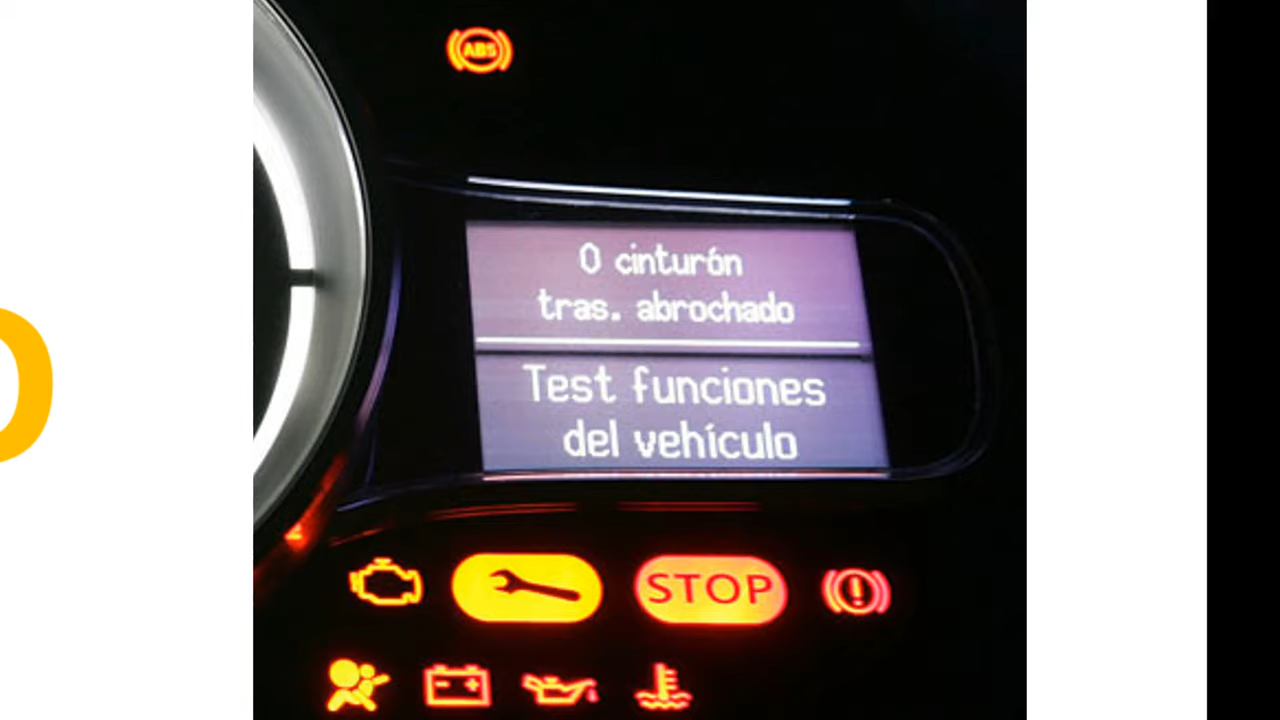 ABS
0 cinturón
tras. abrochado
Test funciones
del vehículo
STOP